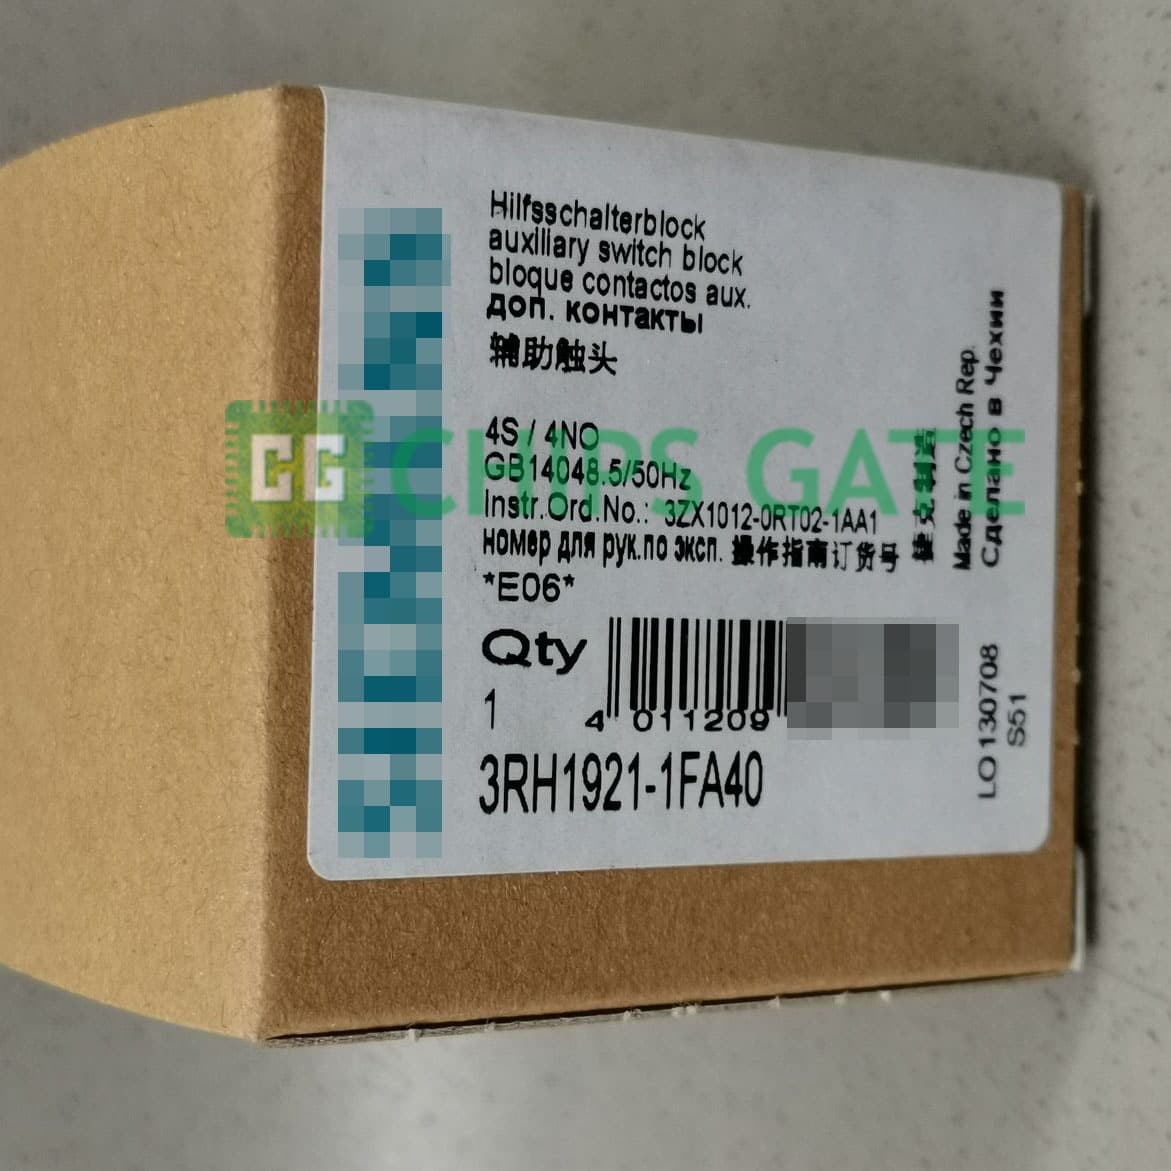 Hilfsschalterblock
auxiliary switch block
bloque contactos aux.
доп. контакты
辅助触头
4S / 4NO
GB14048.5/50Hz
Instr.Ord.No.: 3ZX1012-0RT02-1AA1
номер для рук.по эксп. 操作指南订货号
*E06*
Qty
1
4 011209
3RH1921-1FA40
捷克制造
Made in Czech Rep.
Сделано в Чехии
LO130708
S51
CG CHIPS GATE